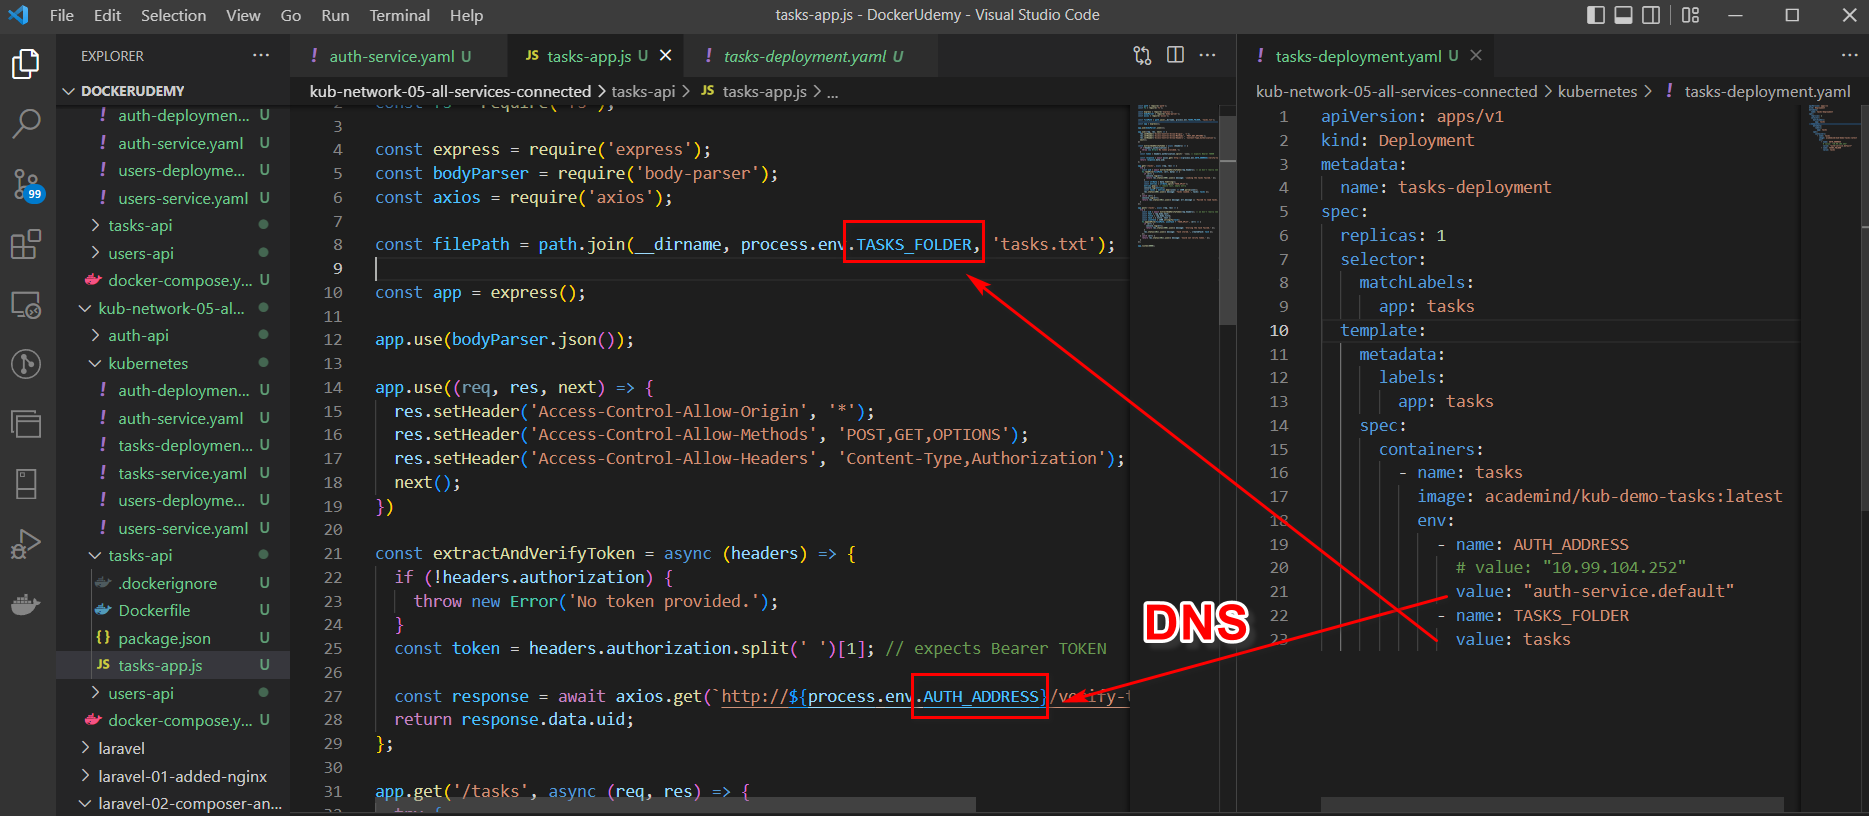 File Edit Selection View Go Run Terminal Help
tasks-app.js - DockerUdemy - Visual Studio Code
EXPLORER
DOCKERUDEMY
auth-deploymen... U
auth-service.yaml U
users-deployme... U
users-service.yaml U
tasks-api
users-api
docker-compose.y... U
kub-network-05-al...
auth-api
kubernetes
auth-deploymen... U
auth-service.yaml U
tasks-deploymen... U
tasks-service.yaml U
users-deployme... U
users-service.yaml U
tasks-api
.dockerignore U
Dockerfile U
package.json U
JS tasks-app.js U
users-api
docker-compose.y... U
laravel
laravel-01-added-nginx
laravel-02-composer-an...
99
! auth-service.yaml U
JS tasks-app.js U
! tasks-deployment.yaml U
kub-network-05-all-services-connected > tasks-api > JS tasks-app.js > ...
3
4 const express = require('express');
5 const bodyParser = require('body-parser');
6 const axios = require('axios');
7
8 const filePath = path.join(__dirname, process.env.TASKS_FOLDER, 'tasks.txt');
9
10 const app = express();
11
12 app.use(bodyParser.json());
13
14 app.use((req, res, next) => {
15 res.setHeader('Access-Control-Allow-Origin', '*');
16 res.setHeader('Access-Control-Allow-Methods', 'POST,GET,OPTIONS');
17 res.setHeader('Access-Control-Allow-Headers', 'Content-Type,Authorization');
18 next();
19 })
20
21 const extractAndVerifyToken = async (headers) => {
22 if (!headers.authorization) {
23 throw new Error('No token provided.');
24 }
25 const token = headers.authorization.split(' ')[1]; // expects Bearer TOKEN
26
27 const response = await axios.get(`http://${process.env.AUTH_ADDRESS}/verify-t
28 return response.data.uid;
29 };
30
31 app.get('/tasks', async (req, res) => {
DNS
! tasks-deployment.yaml U
kub-network-05-all-services-connected > kubernetes > ! tasks-deployment.yaml
1 apiVersion: apps/v1
2 kind: Deployment
3 metadata:
4 name: tasks-deployment
5 spec:
6 replicas: 1
7 selector:
8 matchLabels:
9 app: tasks
10 template:
11 metadata:
12 labels:
13 app: tasks
14 spec:
15 containers:
16 - name: tasks
17 image: academind/kub-demo-tasks:latest
18 env:
19 - name: AUTH_ADDRESS
20 # value: "10.99.104.252"
21 value: "auth-service.default"
22 - name: TASKS_FOLDER
23 value: tasks